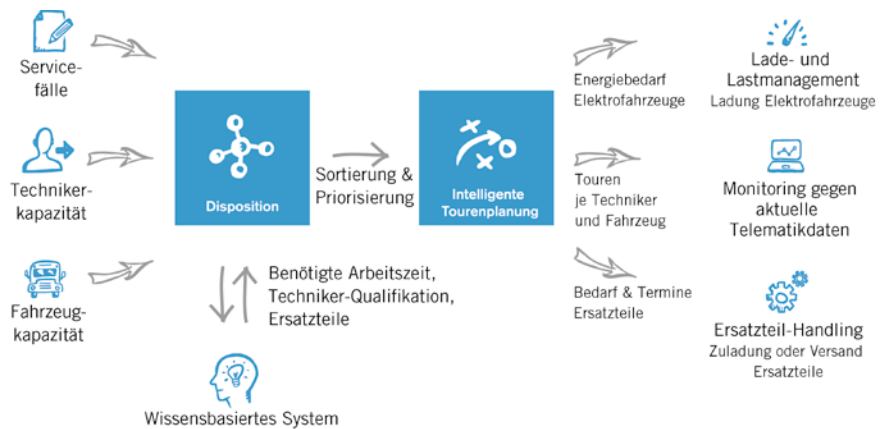 Service-
fälle
Techniker-
kapazität
Fahrzeug-
kapazität
Disposition
Sortierung &
Priorisierung
Intelligente
Tourenplanung
Benötigte Arbeitszeit,
Techniker-Qualifikation,
Ersatzteile
Wissensbasiertes System
Energiebedarf
Elektrofahrzeuge
Touren
je Techniker
und Fahrzeug
Bedarf & Termine
Ersatzteile
Lade- und
Lastmanagement
Ladung Elektrofahrzeuge
Monitoring gegen
aktuelle
Telematikdaten
Ersatzteil-Handling
Zuladung oder Versand
Ersatzteile